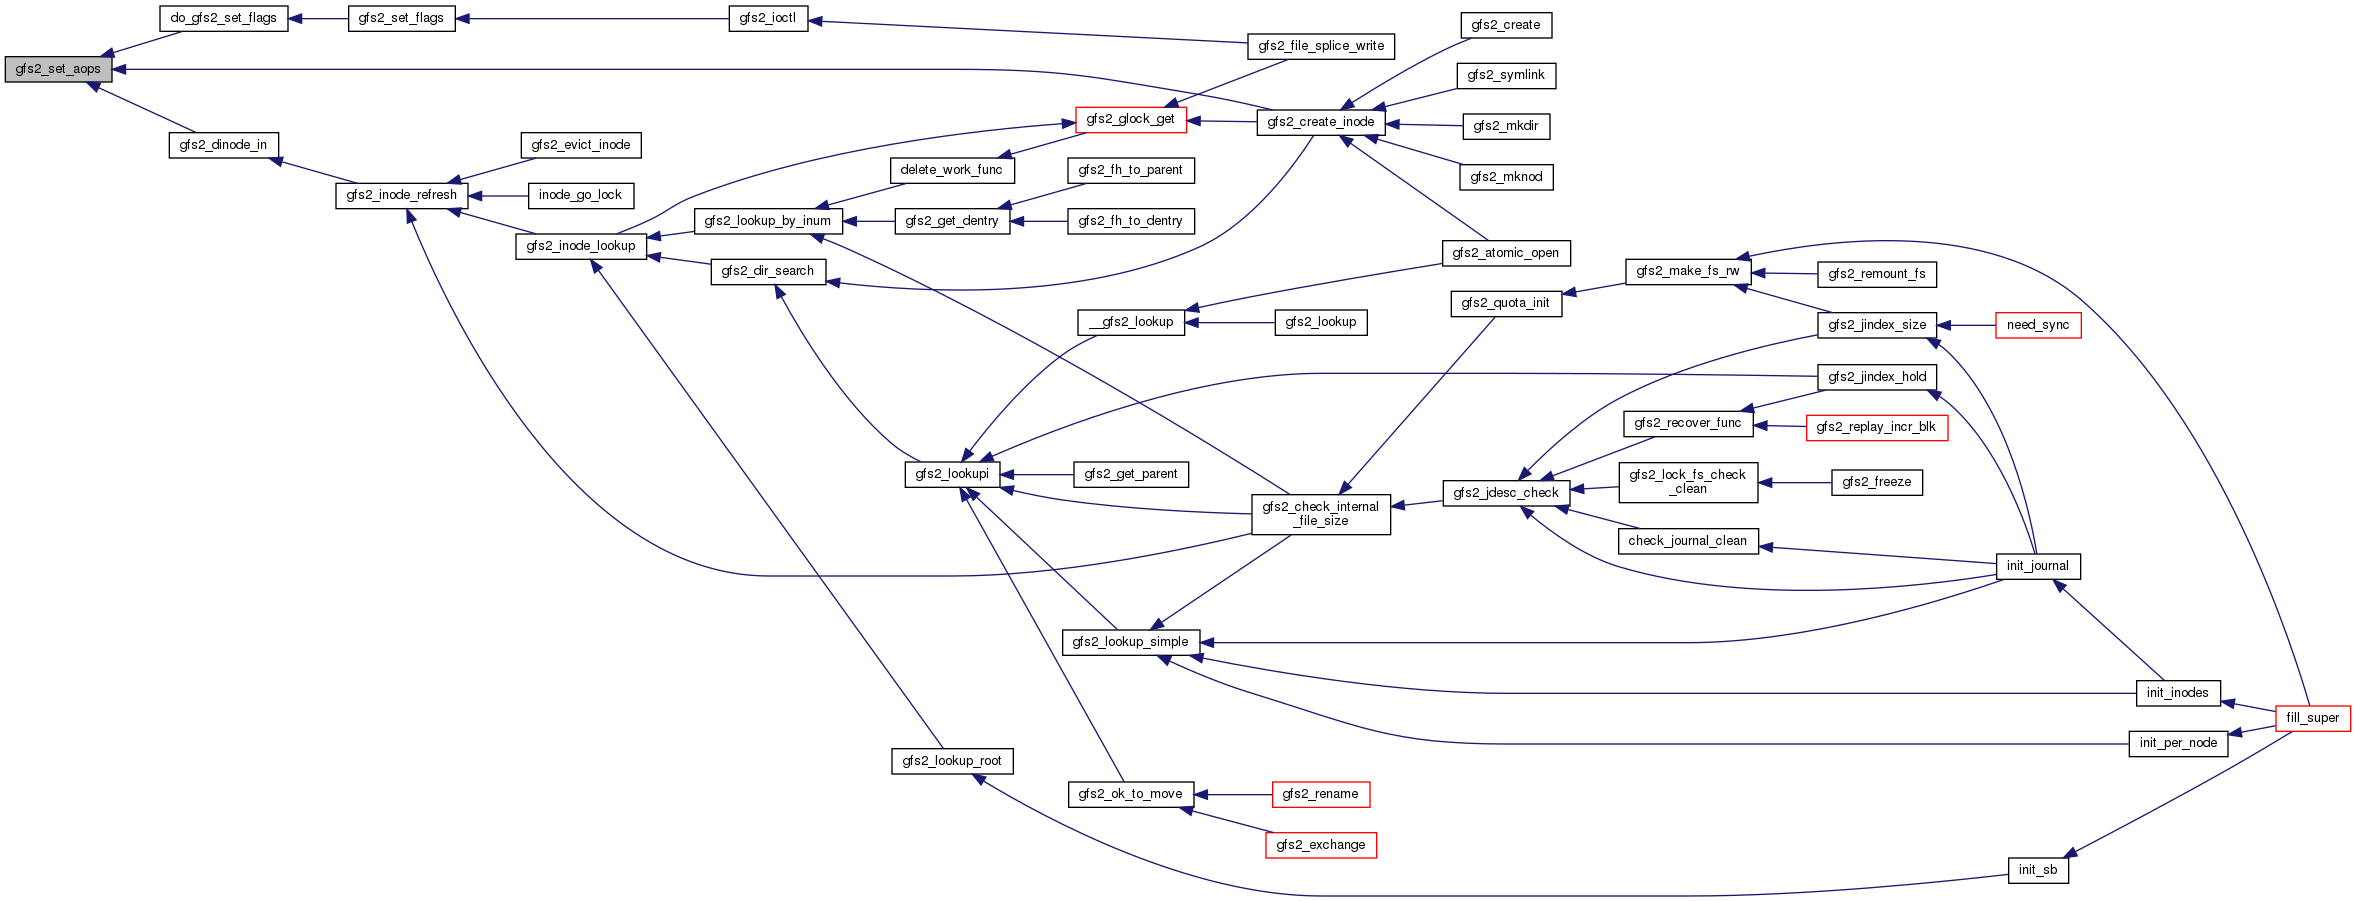 do_gfs2_set_flags
gfs2_set_flags
gfs2_ioctl
gfs2_create
gfs2_file_splice_write
gfs2_set_aops
gfs2_symlink
gfs2_glock_get
gfs2_create_inode
gfs2_mkdir
gfs2_dinode_in
gfs2_evict_inode
delete_work_func
gfs2_fh_to_parent
gfs2_mknod
gfs2_inode_refresh
inode_go_lock
gfs2_lookup_by_inum
gfs2_get_dentry
gfs2_fh_to_dentry
gfs2_inode_lookup
gfs2_atomic_open
gfs2_dir_search
gfs2_make_fs_rw
gfs2_remount_fs
gfs2_quota_init
__gfs2_lookup
gfs2_lookup
gfs2_jindex_size
need_sync
gfs2_jindex_hold
gfs2_recover_func
gfs2_replay_incr_blk
gfs2_lookupi
gfs2_get_parent
gfs2_lock_fs_check
_clean
gfs2_freeze
gfs2_jdesc_check
gfs2_check_internal
_file_size
check_journal_clean
init_journal
gfs2_lookup_simple
init_inodes
fill_super
init_per_node
gfs2_lookup_root
gfs2_ok_to_move
gfs2_rename
gfs2_exchange
init_sb